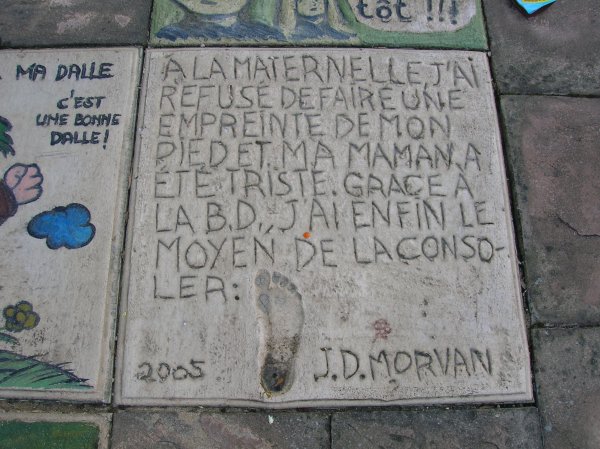 tôt !!!
MA DALLE
C'EST
UNE BONNE
DALLE!
A LA MATERNELLE J'AI
REFUSÉ DE FAIRE UNE
EMPREINTE DE MON
PIED ET MA MAMAN A
ÉTÉ TRISTE. GRACE A
LA B.D., J'AI ENFIN LE
MOYEN DE LA CONSO-
LER:
2005
J.D. MORVAN